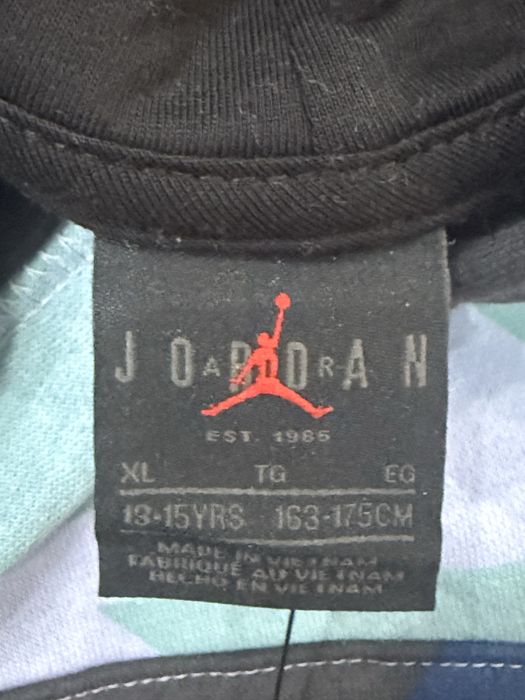 JORDAN
AIR
EST. 1985
XL TG EG
13-15YRS 163-175CM
MADE IN VIETNAM
FABRIQUÉ AU VIETNAM
HECHO EN VIETNAM